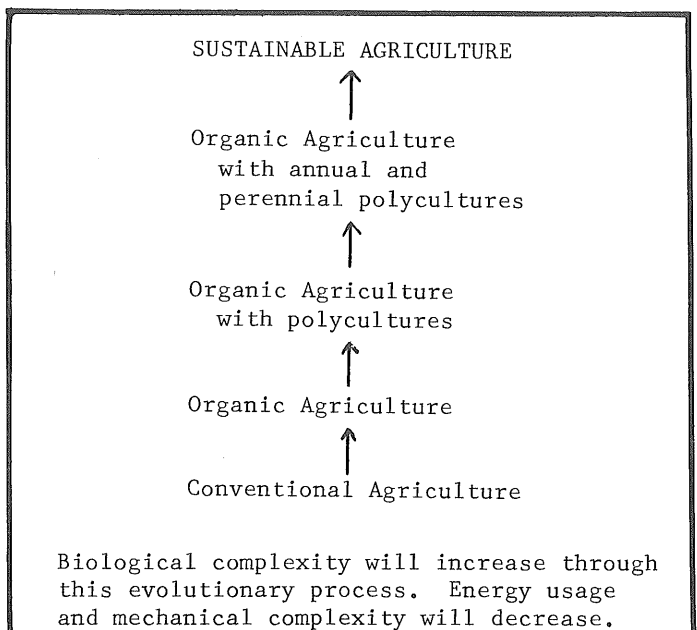 SUSTAINABLE AGRICULTURE
Organic Agriculture
with annual and
perennial polycultures
Organic Agriculture
with polycultures
Organic Agriculture
Conventional Agriculture
Biological complexity will increase through
this evolutionary process. Energy usage
and mechanical complexity will decrease.